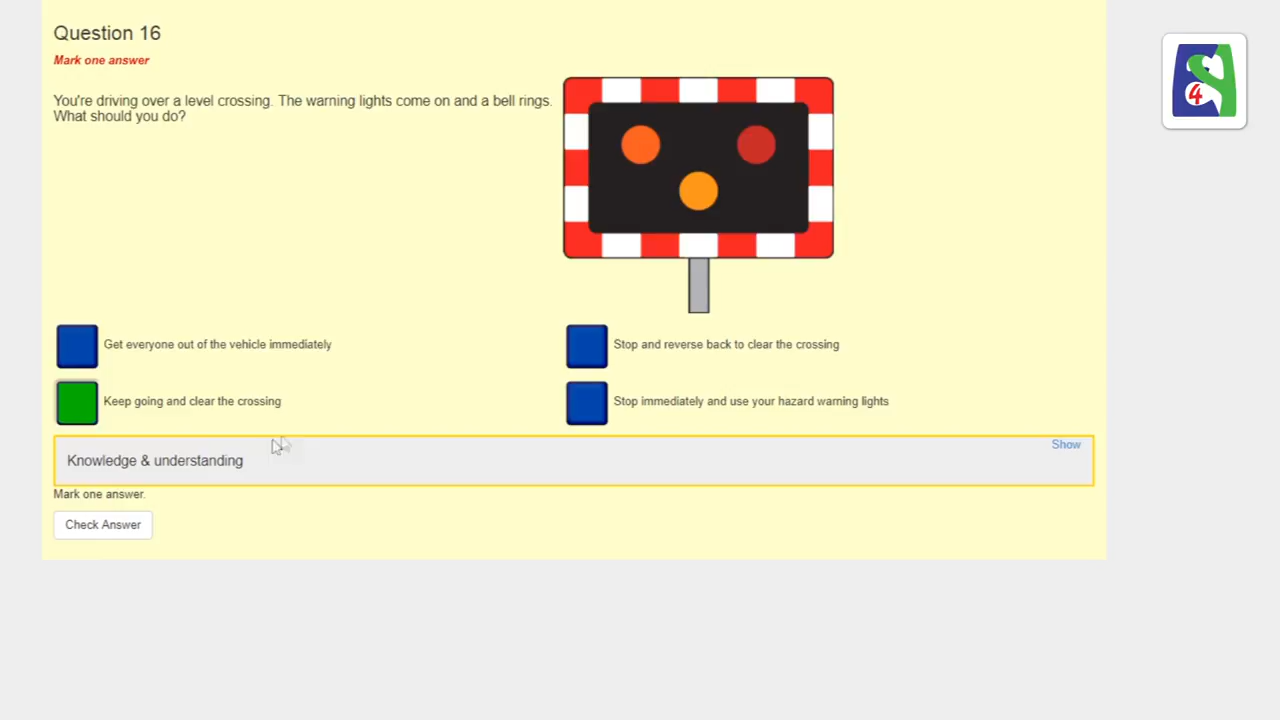 Question 16
Mark one answer
You're driving over a level crossing. The warning lights come on and a bell rings.
What should you do?
4
Get everyone out of the vehicle immediately
Stop and reverse back to clear the crossing
Keep going and clear the crossing
Stop immediately and use your hazard warning lights
Show
Knowledge & understanding
Mark one answer.
Check Answer